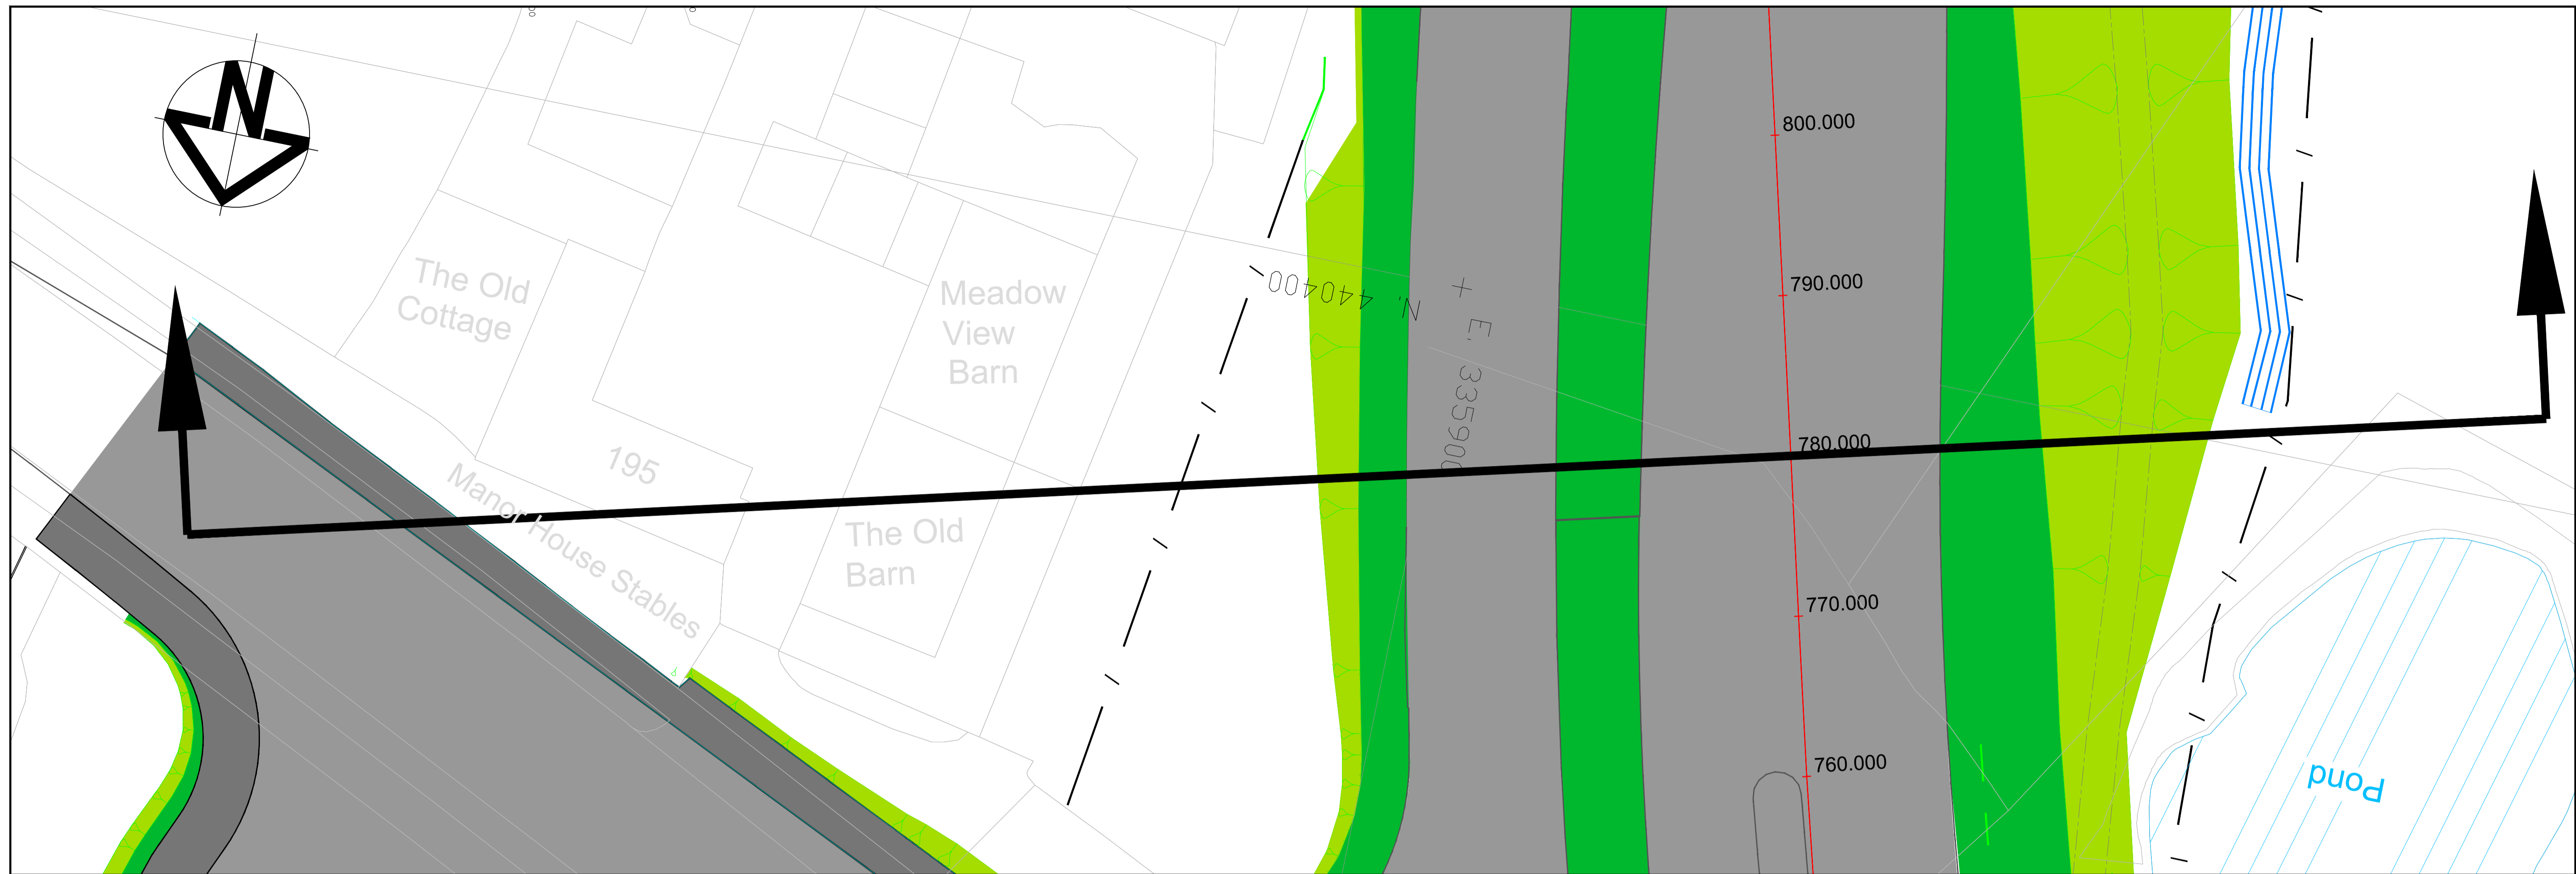 N
The Old
Cottage
Meadow
View
Barn
195
Manor House Stables
The Old
Barn
N. 440400
E. 335900
800.000
790.000
780.000
770.000
760.000
Pond